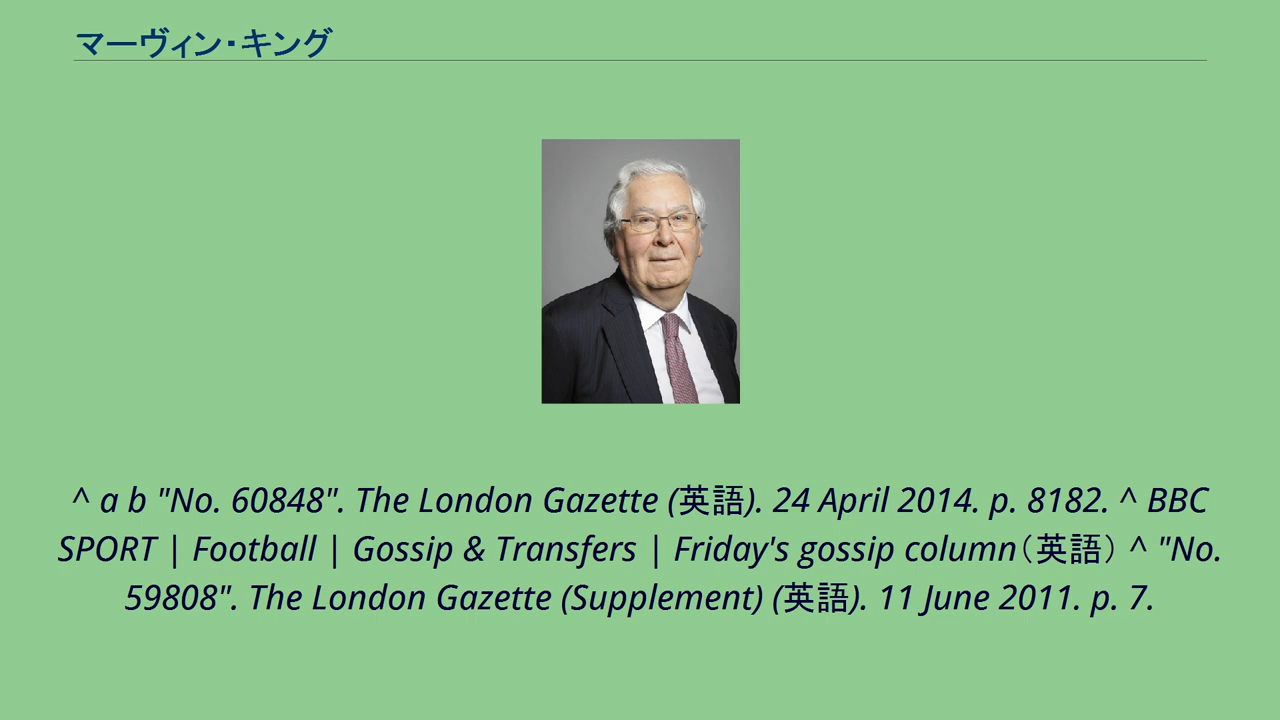 マーヴィン・キング
^ a b "No. 60848". The London Gazette (英語). 24 April 2014. p. 8182. ^ BBC
SPORT | Football | Gossip & Transfers | Friday's gossip column（英語） ^ "No.
59808". The London Gazette (Supplement) (英語). 11 June 2011. p. 7.